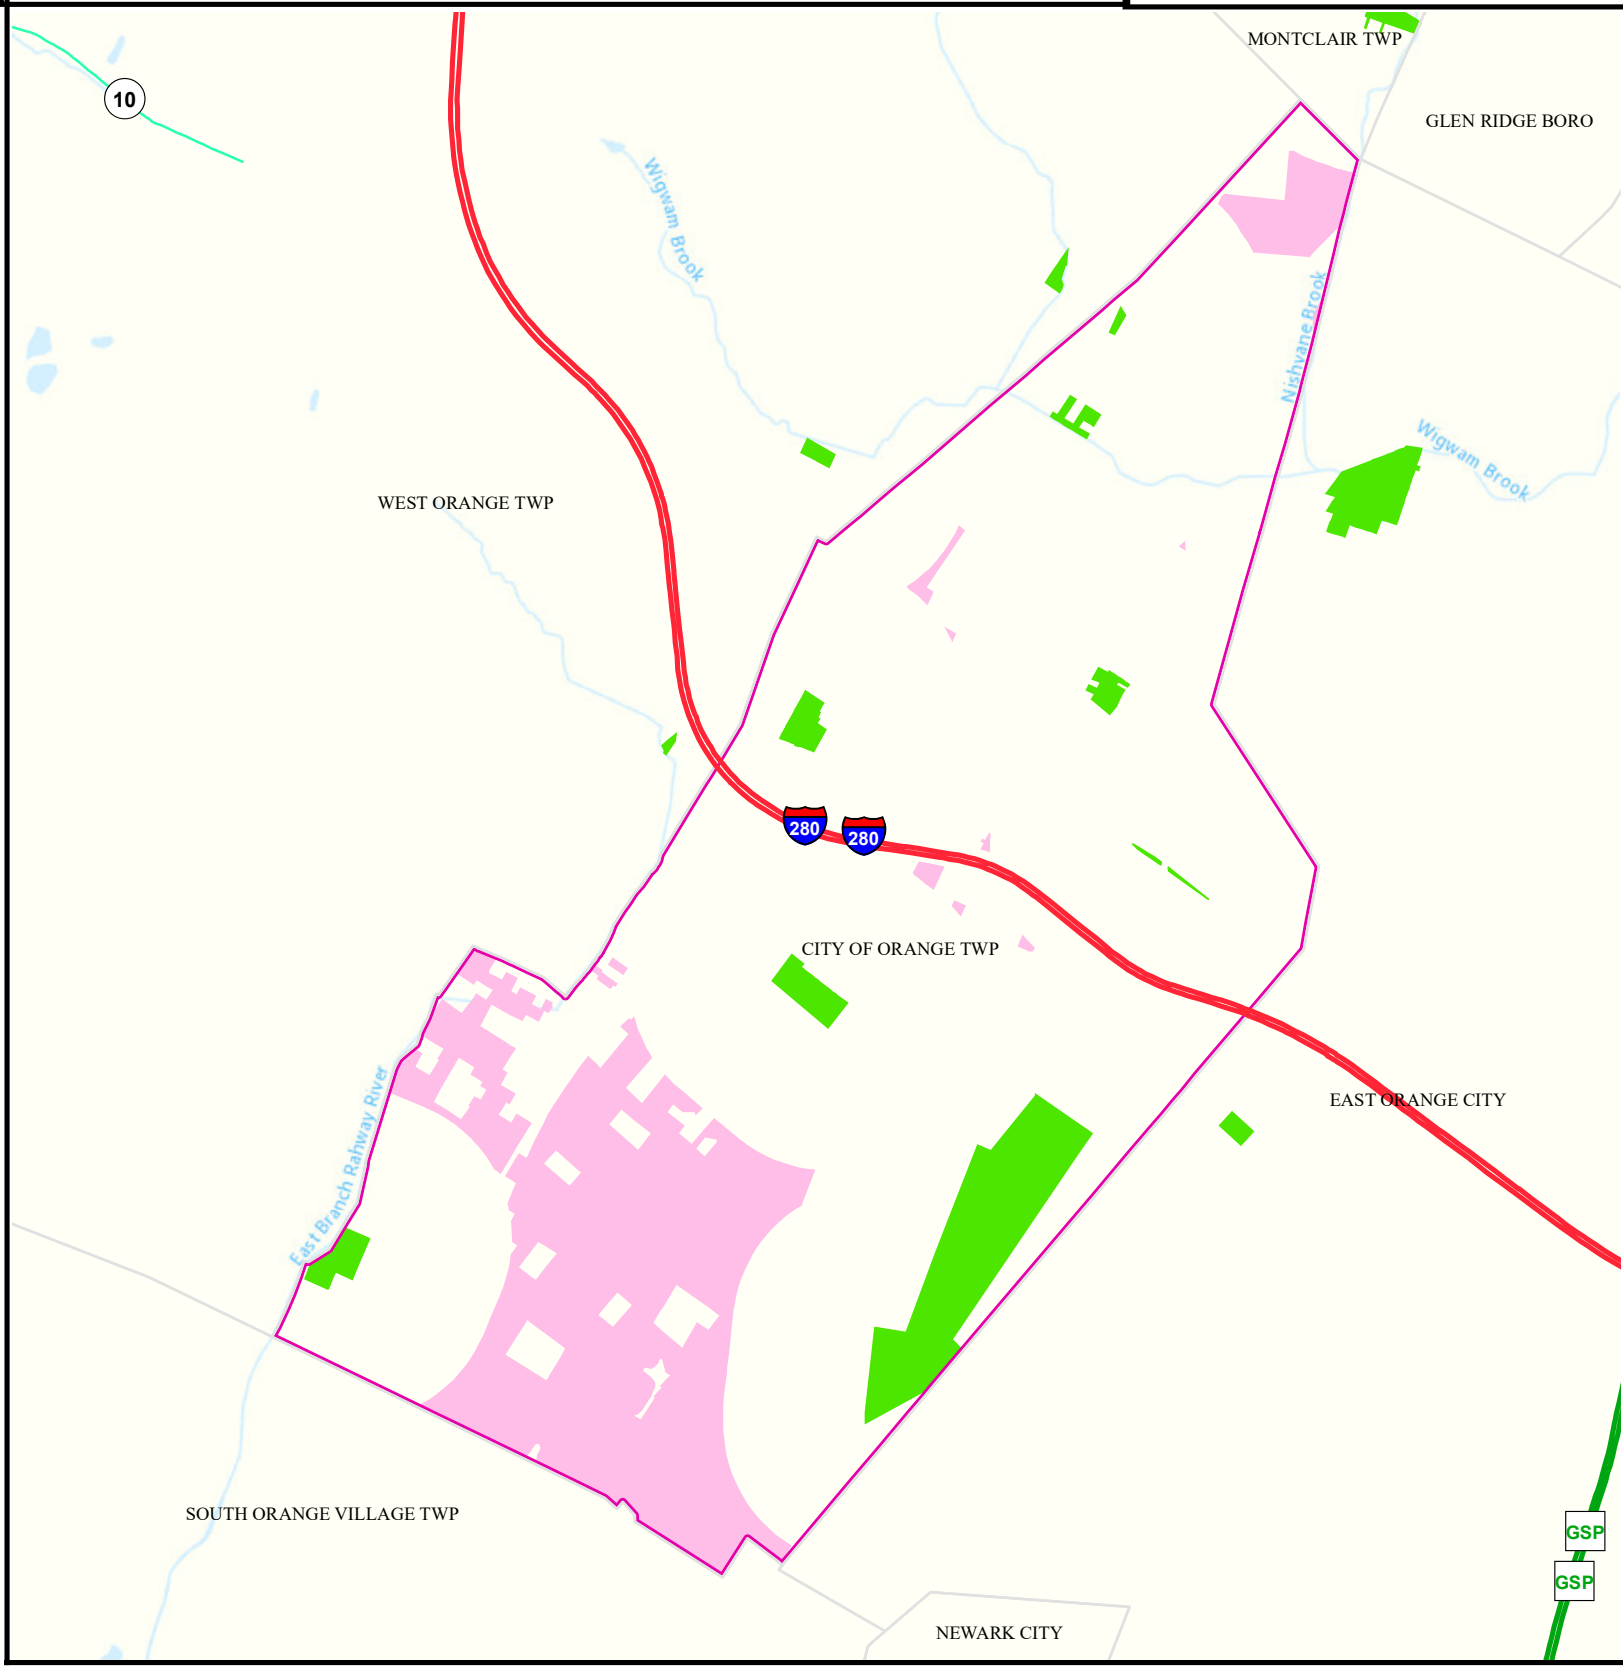 MONTCLAIR TWP
10
GLEN RIDGE BORO
Wigwam Brook
Nishvane Brook
Wigwam Brook
WEST ORANGE TWP
280
280
CITY OF ORANGE TWP
EAST ORANGE CITY
East Branch Rahway River
SOUTH ORANGE VILLAGE TWP
GSP
GSP
NEWARK CITY